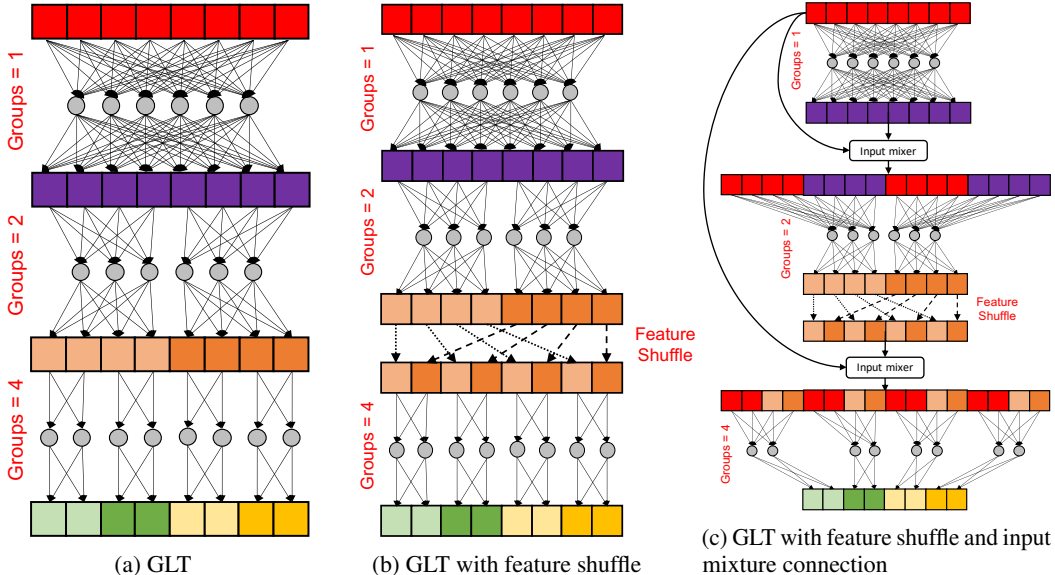 Groups = 1
Groups = 2
Groups = 4
(a) GLT
Groups = 1
Groups = 2
Feature
Shuffle
Groups = 4
(b) GLT with feature shuffle
Groups = 1
Input mixer
Groups = 2
Feature
Shuffle
Input mixer
Groups = 4
(c) GLT with feature shuffle and input
mixture connection